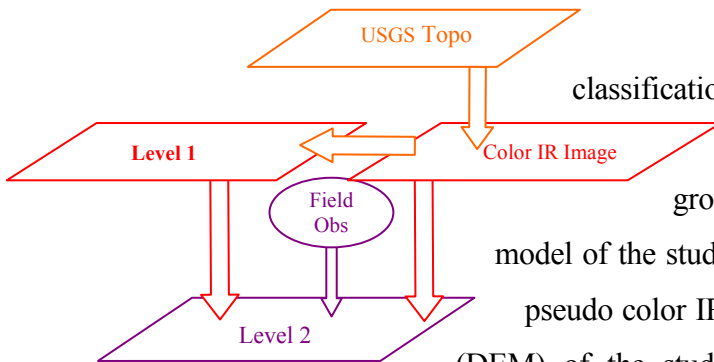 USGS Topo
Level 1
Color IR Image
Field
Obs
Level 2
classificatio
gro
model of the stud
pseudo color IF
(DEM) of the stud